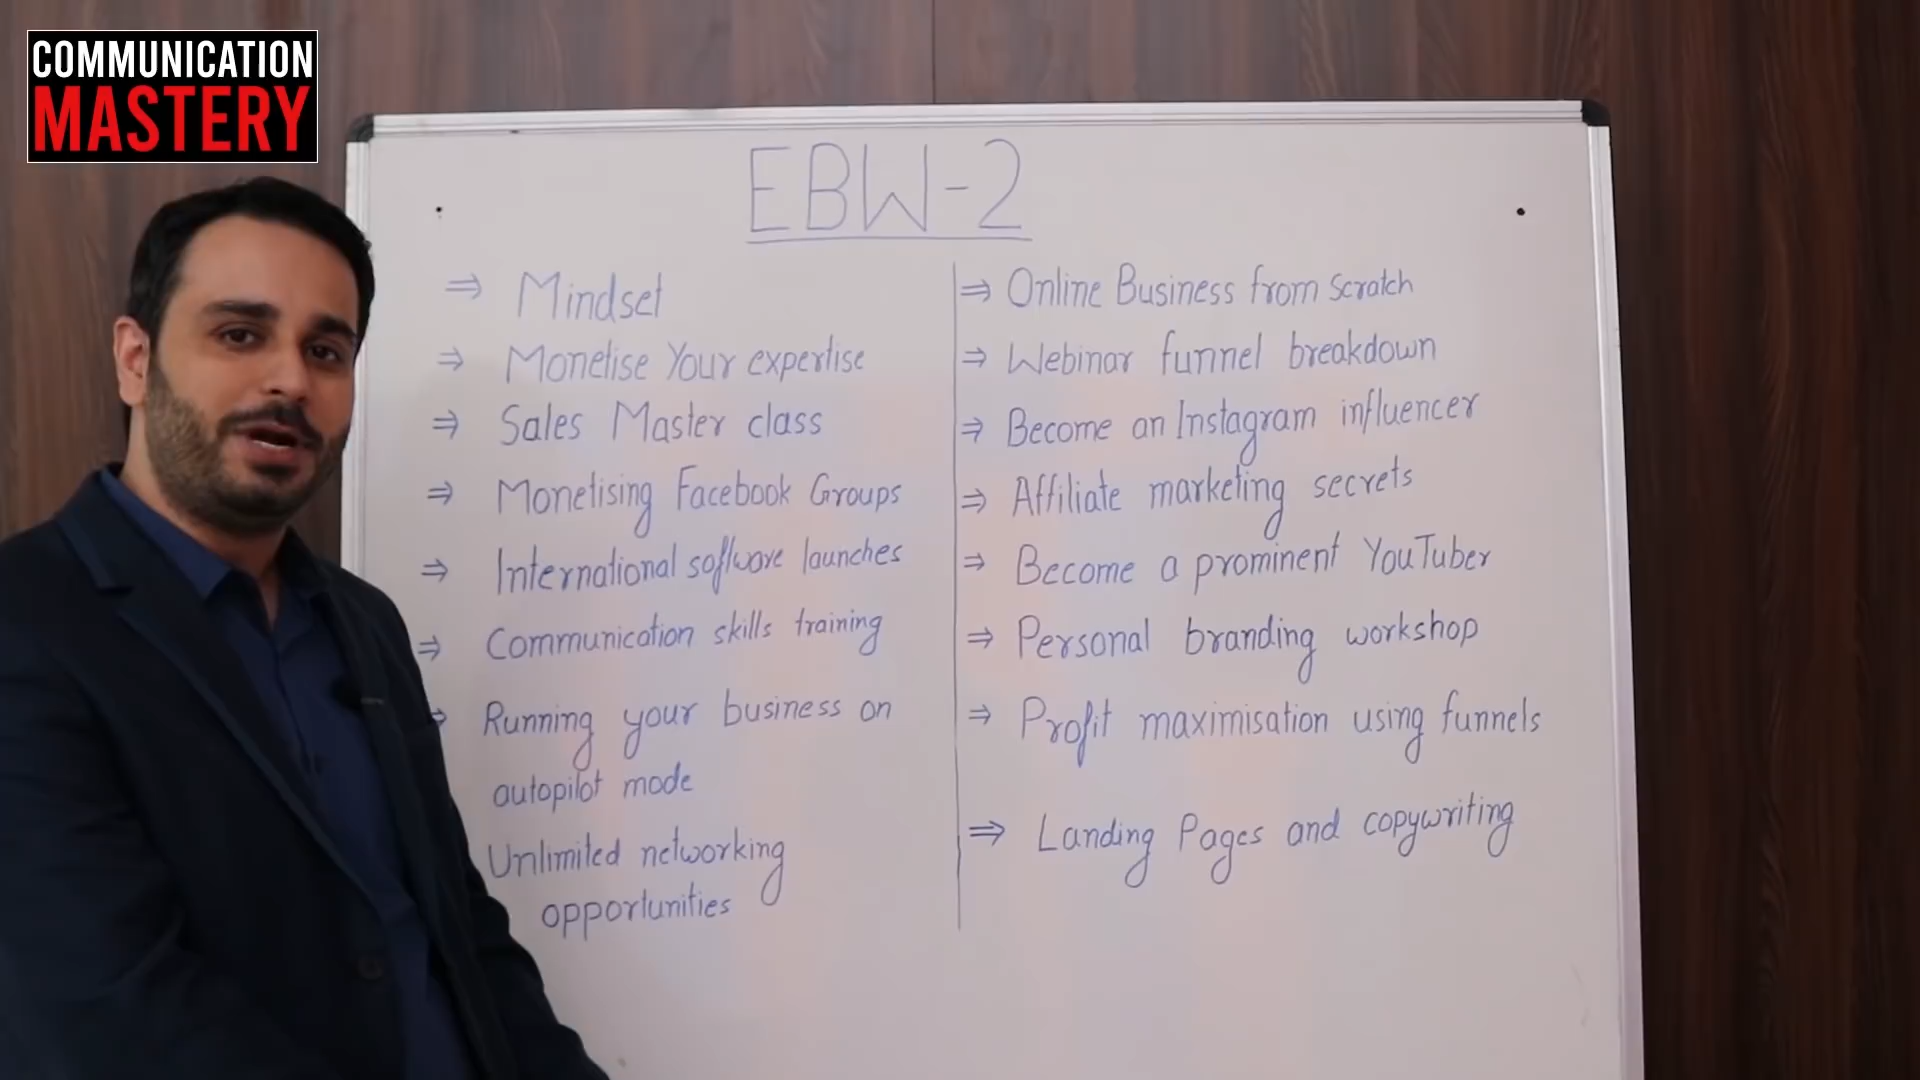 COMMUNICATION
MASTERY
EBW-2
⇒ Mindset
⇒ Monetise Your expertise
⇒ Sales Master class
⇒ Monetising Facebook Groups
⇒ International software launches
⇒ Communication skills training
⇒ Running your business on
autopilot mode
Unlimited networking
opportunities
⇒ Online Business from Scratch
⇒ Webinar funnel breakdown
⇒ Become an Instagram influencer
⇒ Affiliate marketing secrets
⇒ Become a prominent YouTuber
⇒ Personal branding workshop
⇒ Profit maximisation using funnels
⇒ Landing Pages and copywriting